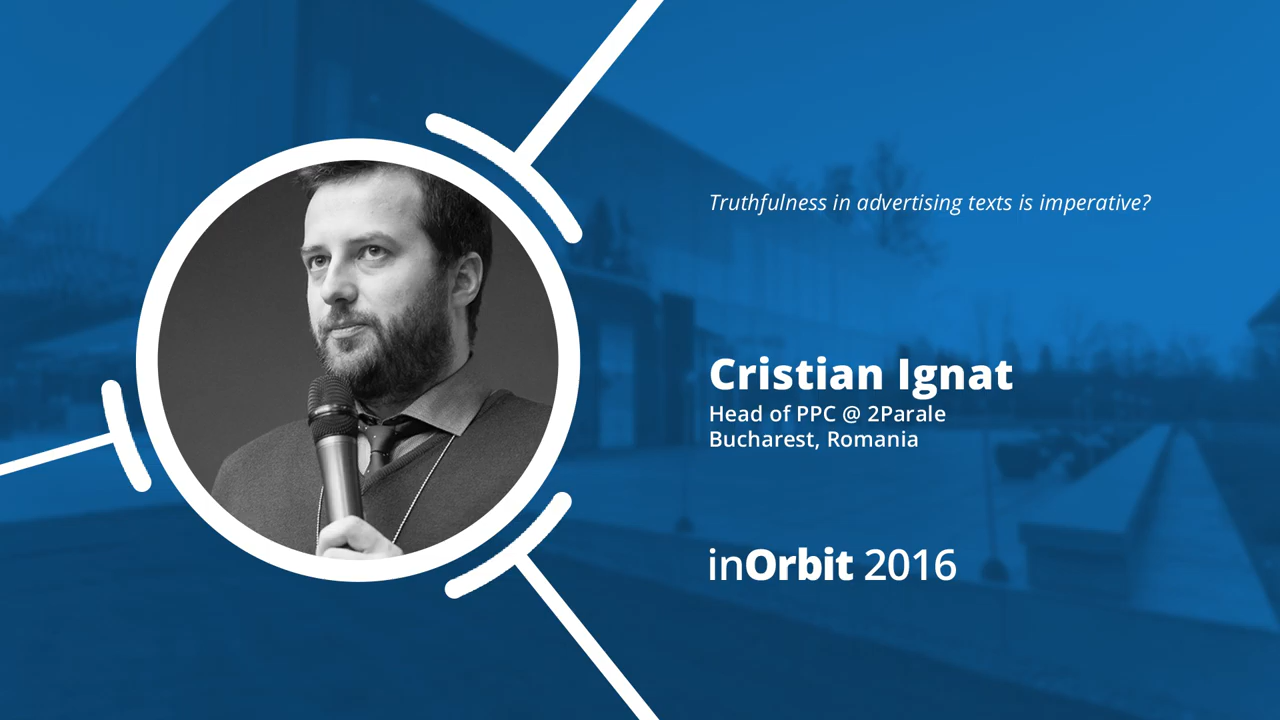 Truthfulness in advertising texts is imperative?
Cristian Ignat
Head of PPC @ 2Parale
Bucharest, Romania
inOrbit 2016